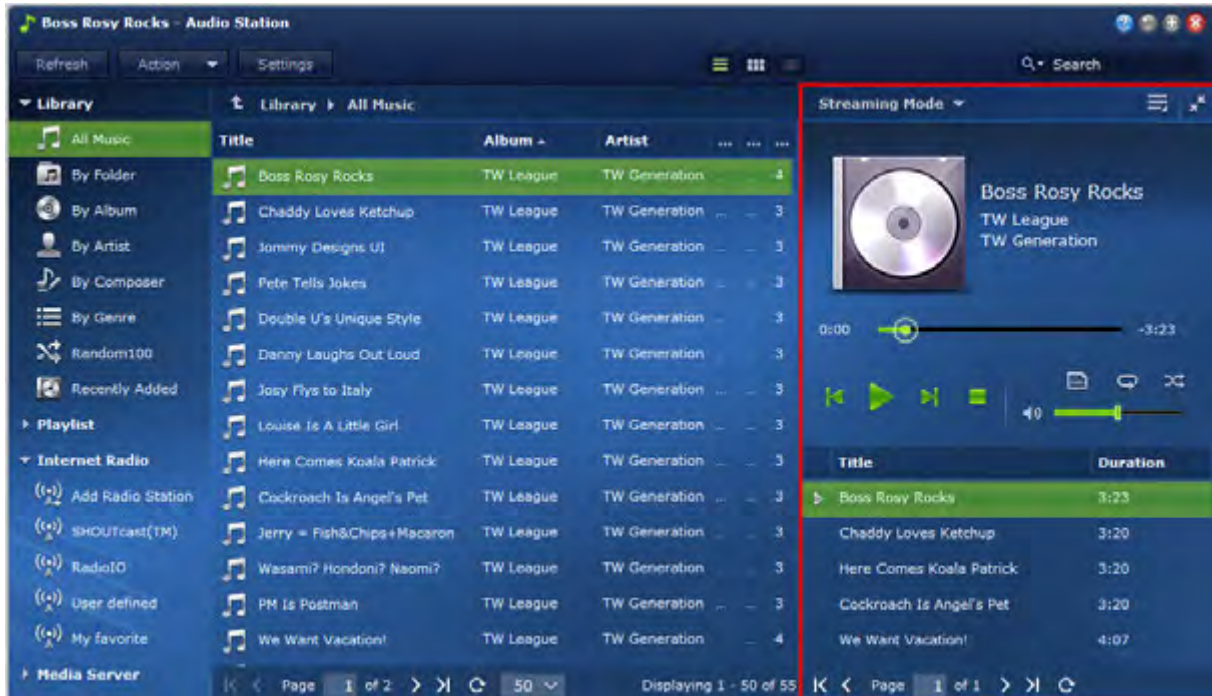 Boss Rosy Rocks - Audio Station
Refresh Action Settings Search
Library
All Music
By Folder
By Album
By Artist
By Composer
By Genre
Random100
Recently Added
Playlist
Internet Radio
Add Radio Station
SHOUTcast(TM)
RadioIO
User defined
My favorite
Media Server
Library All Music
Title Album Artist ... ... ...
Boss Rosy Rocks TW League TW Generation 4
Chaddy Loves Ketchup TW League TW Generation ... ... 3
Jommy Designs UI TW League TW Generation ... ... 3
Pete Tells Jokes TW League TW Generation ... ... 3
Double U's Unique Style TW League TW Generation 3
Danny Laughs Out Loud TW League TW Generation ... ... 3
Josy Flys to Italy TW League TW Generation ... ... 3
Louise Is A Little Girl TW League TW Generation ... ... 3
Here Comes Koala Patrick TW League TW Generation ... ... 3
Cockroach Is Angel's Pet TW League TW Generation ... ... 3
Jerry = Fish&Chips+Macaron TW League TW Generation ... ... 3
Wasami? Hondoni? Naomi? TW League TW Generation ... ... 3
PM Is Postman TW League TW Generation ... ... 3
We Want Vacation! TW League TW Generation ... 4
Page 1 of 2 50 Displaying 1 - 50 of 55
Streaming Mode
Boss Rosy Rocks
TW League
TW Generation
0:00 -3:23
Title Duration
Boss Rosy Rocks 3:23
Chaddy Loves Ketchup 3:20
Here Comes Koala Patrick 3:20
Cockroach Is Angel's Pet 3:20
We Want Vacation! 4:07
Page 1 of 1